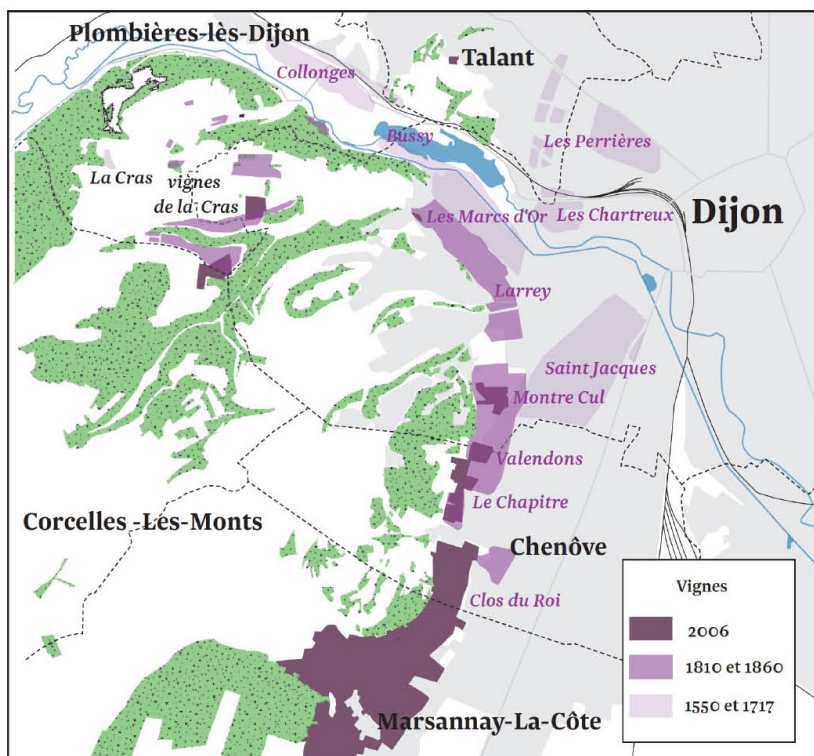 Plombières-lès-Dijon
Talant
Collonges
Bussy
Les Perrières
La Cras
vignes
de la Cras
Les Marcs d'Or
Les Chartreux
Dijon
Larrey
Saint Jacques
Montre Cul
Valendons
Le Chapitre
Corcelles -Les-Monts
Chenôve
Clos du Roi
Marsannay-La-Côte
Vignes
2006
1810 et 1860
1550 et 1717